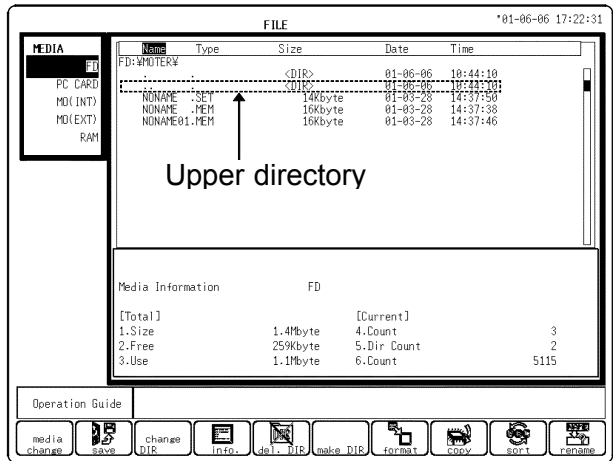 FILE '01-06-06 17:22:31
MEDIA
FD
PC CARD
MO(INT)
MO(EXT)
RAM
Name Type Size Date Time
FD:¥MOTER¥
. . <DIR> 01-06-06 10:44:10
.. . <DIR> 01-06-06 10:44:10
NONAME .SET 14Kbyte 01-03-28 14:37:50
NONAME .MEM 16Kbyte 01-03-28 14:37:38
NONAME01.MEM 16Kbyte 01-03-28 14:37:46
Upper directory
Media Information FD
[Total] [Current]
1.Size 1.4Mbyte 4.Count 3
2.Free 259Kbyte 5.Dir Count 2
3.Use 1.1Mbyte 6.Count 5115
Operation Guide
media change
save
change DIR
info.
del. DIR
make DIR
format
copy
sort
rename